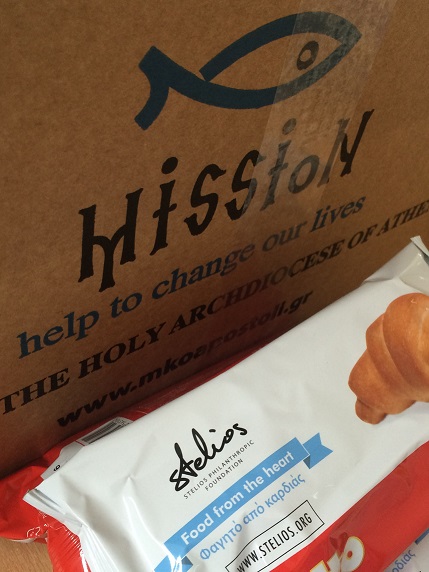 Mission
help to change our lives
THE HOLY ARCHDIOCESE OF ATHE
www.mkoapostoli.gr
stelios
STELIOS PHILANTHROPIC
FOUNDATION
Food from the heart
Φαγητό από καρδιάς
WWW.STELIOS.ORG